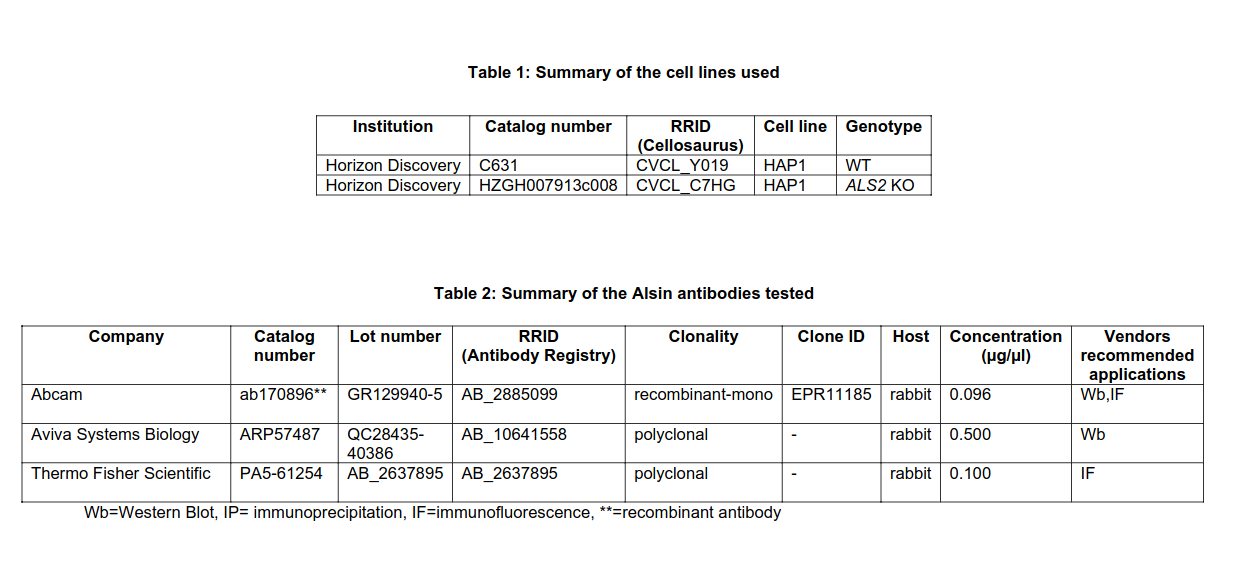 Table 1: Summary of the cell lines used
Institution Catalog number RRID (Cellosaurus) Cell line Genotype
Horizon Discovery C631 CVCL_Y019 HAP1 WT
Horizon Discovery HZGH007913c008 CVCL_C7HG HAP1 ALS2 KO
Table 2: Summary of the Alsin antibodies tested
Company Catalog number Lot number RRID (Antibody Registry) Clonality Clone ID Host Concentration (µg/µl) Vendors recommended applications
Abcam ab170896** GR129940-5 AB_2885099 recombinant-mono EPR11185 rabbit 0.096 Wb,IF
Aviva Systems Biology ARP57487 QC28435-40386 AB_10641558 polyclonal - rabbit 0.500 Wb
Thermo Fisher Scientific PA5-61254 AB_2637895 AB_2637895 polyclonal - rabbit 0.100 IF
Wb=Western Blot, IP= immunoprecipitation, IF=immunofluorescence, **=recombinant antibody